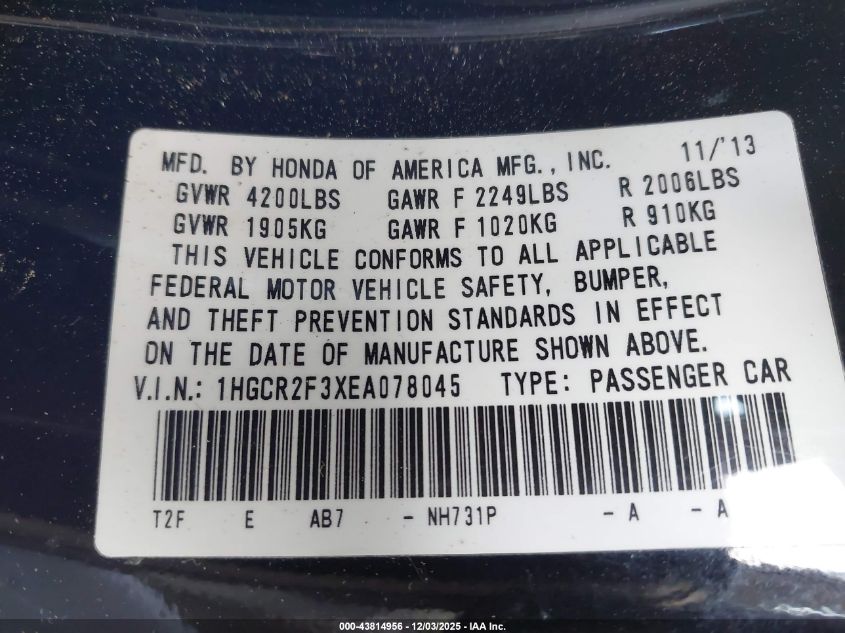 MFD. BY HONDA OF AMERICA MFG., INC. 11/'13
GVWR 4200LBS GAWR F 2249LBS R 2006LBS
GVWR 1905KG GAWR F 1020KG R 910KG
THIS VEHICLE CONFORMS TO ALL APPLICABLE
FEDERAL MOTOR VEHICLE SAFETY, BUMPER,
AND THEFT PREVENTION STANDARDS IN EFFECT
ON THE DATE OF MANUFACTURE SHOWN ABOVE.
V.I.N.: 1HGCR2F3XEA078045 TYPE: PASSENGER CAR
T2F E AB7 - NH731P - A - A
000-43814956 | 12/03/2025 - IAA Inc.